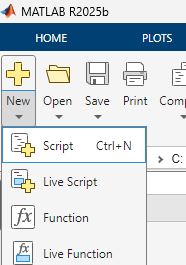 MATLAB R2025b
HOME PLOTS
New Open Save Print
Script Ctrl+N
C:
Live Script
Function
Live Function